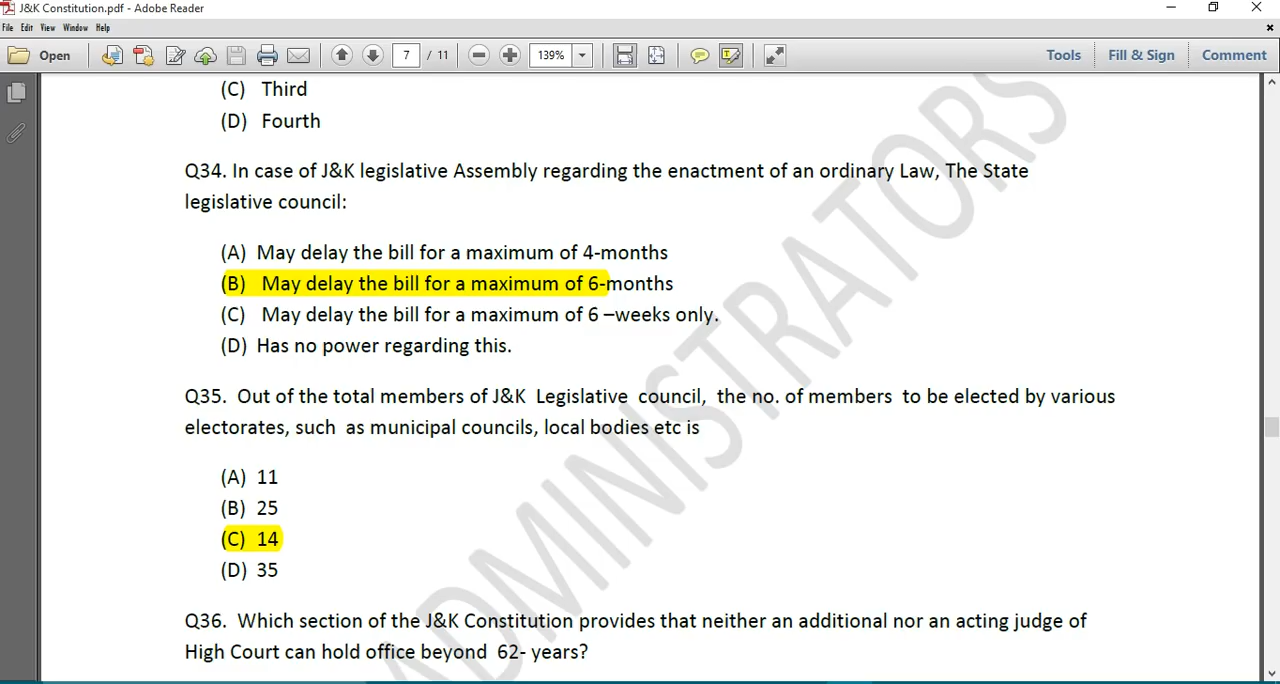 J&K Constitution.pdf - Adobe Reader
File Edit View Window Help
Open 7 / 11 139% Tools Fill & Sign Comment
(C) Third
(D) Fourth
Q34. In case of J&K legislative Assembly regarding the enactment of an ordinary Law, The State
legislative council:
(A) May delay the bill for a maximum of 4-months
(B) May delay the bill for a maximum of 6-months
(C) May delay the bill for a maximum of 6 –weeks only.
(D) Has no power regarding this.
Q35. Out of the total members of J&K Legislative council, the no. of members to be elected by various
electorates, such as municipal councils, local bodies etc is
(A) 11
(B) 25
(C) 14
(D) 35
Q36. Which section of the J&K Constitution provides that neither an additional nor an acting judge of
High Court can hold office beyond 62- years?
ADMINISTRATORS